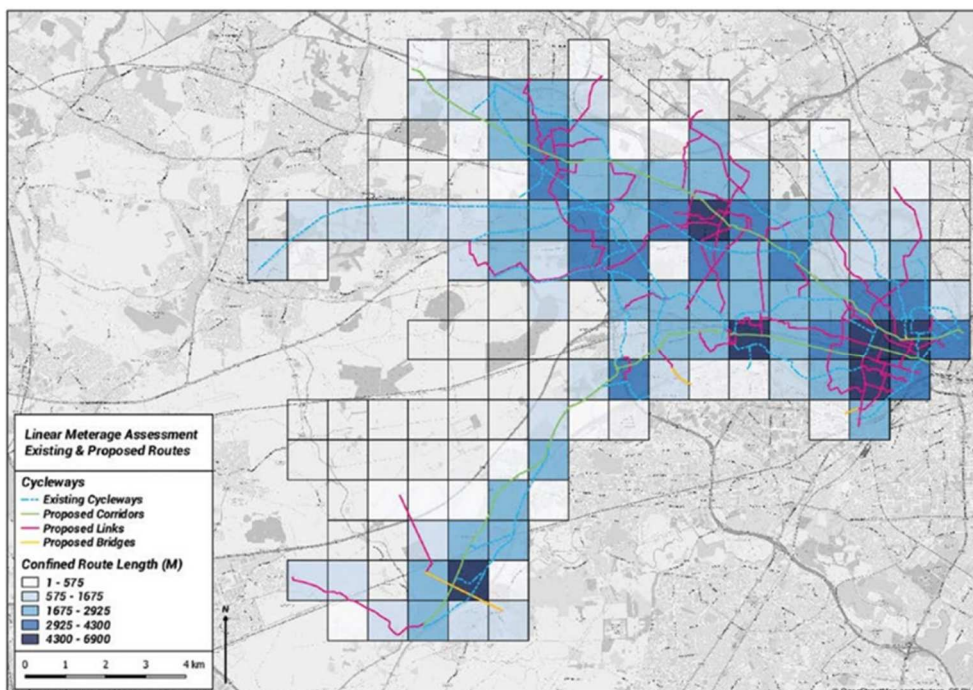 Linear Meterage Assessment
Existing & Proposed Routes
Cycleways
Existing Cycleways
Proposed Corridors
Proposed Links
Proposed Bridges
Confined Route Length (M)
1 - 575
575 - 1675
1675 - 2925
2925 - 4300
4300 - 6900
N
0 1 2 3 4 km